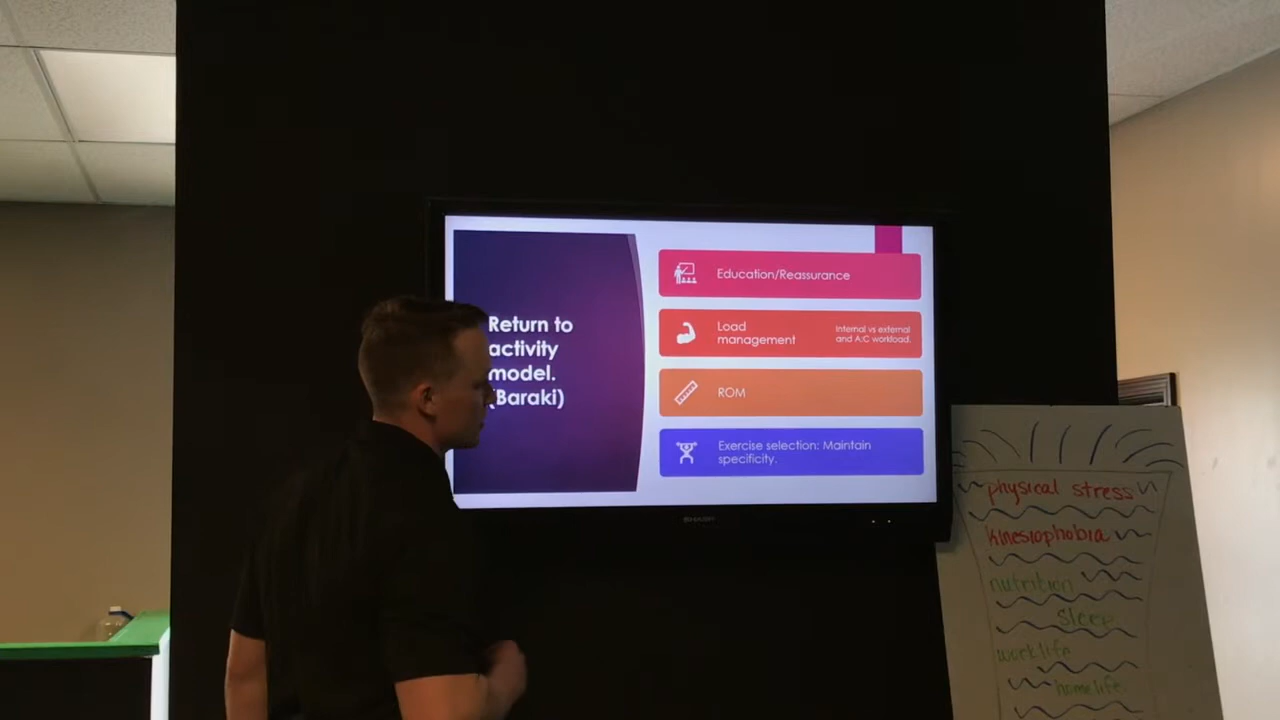 Return to
activity
model.
(Baraki)
Education/Reassurance
Load
management
Internal vs external
and A:C workload.
ROM
Exercise selection: Maintain
specificity.
SHARP
physical stress
kinesiophobia
nutrition
sleep
work life
home life